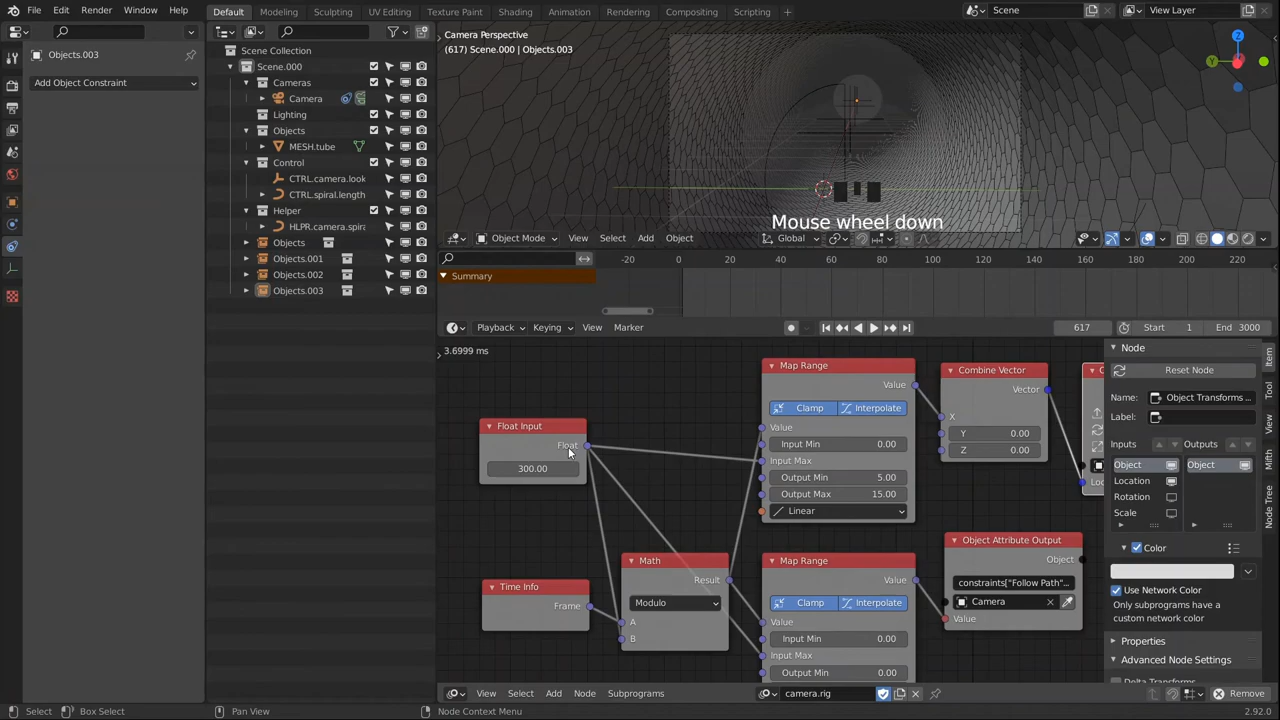 File Edit Render Window Help
Default Modeling Sculpting UV Editing Texture Paint Shading Animation Rendering Compositing Scripting +
Scene
View Layer
Objects.003
Add Object Constraint
Scene Collection
Scene.000
Cameras
Camera
Lighting
Objects
MESH.tube
Control
CTRL.camera.look
CTRL.spiral.length
Helper
HLPR.camera.spira
Objects
Objects.001
Objects.002
Objects.003
Camera Perspective
(617) Scene.000 | Objects.003
Z
Y
Mouse wheel down
Object Mode View Select Add Object Global
-20 0 20 40 60 80 100 120 140 160 180 200 220
Summary
Playback Keying View Marker 617 Start 1 End 3000
3.6999 ms
Float Input
Float
300.00
Time Info
Frame
Math
Result
Modulo
A
B
Map Range
Value
Clamp Interpolate
Value
Input Min 0.00
Input Max
Output Min 5.00
Output Max 15.00
Linear
Map Range
Value
Clamp Interpolate
Value
Input Min 0.00
Input Max
Output Min 0.00
Combine Vector
Vector
X
Y 0.00
Z 0.00
Object Attribute Output
Object
constraints["Follow Path"...
Camera
Value
Node
Reset Node
Name: Object Transforms ...
Label:
Inputs Outputs
Object Object
Location
Rotation
Scale
Color
Use Network Color
Only subprograms have a
custom network color
Properties
Advanced Node Settings
Item
Tool
View
Math
Node Tree
View Select Add Node Subprograms camera.rig Remove
Select Box Select Pan View Node Context Menu 2.92.0